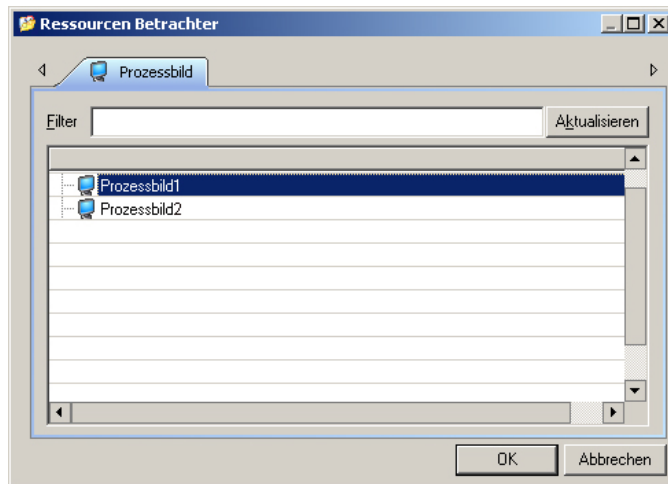 Ressourcen Betrachter
Prozessbild
Filter
Aktualisieren
Prozessbild1
Prozessbild2
OK
Abbrechen